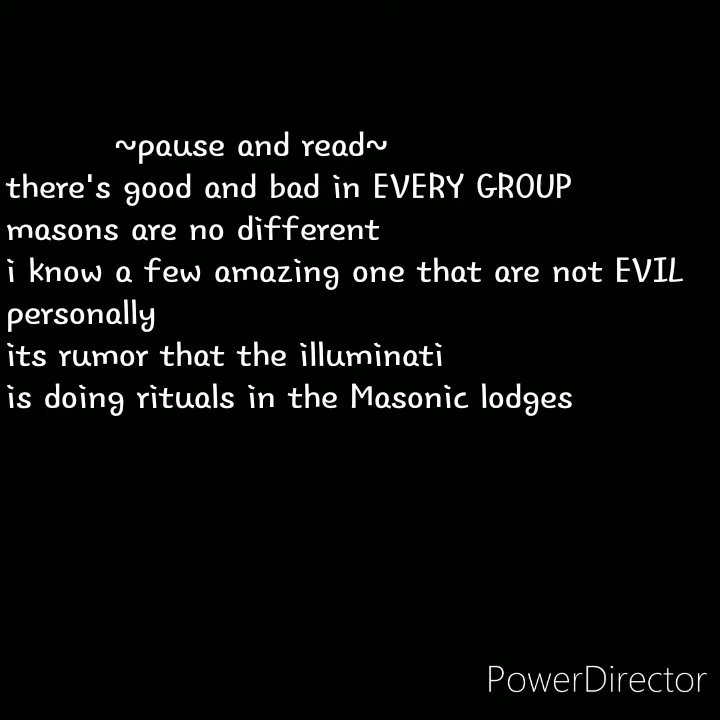 ~pause and read~
there's good and bad in EVERY GROUP
masons are no different
i know a few amazing one that are not EVIL
personally
its rumor that the illuminati
is doing rituals in the Masonic lodges
PowerDirector